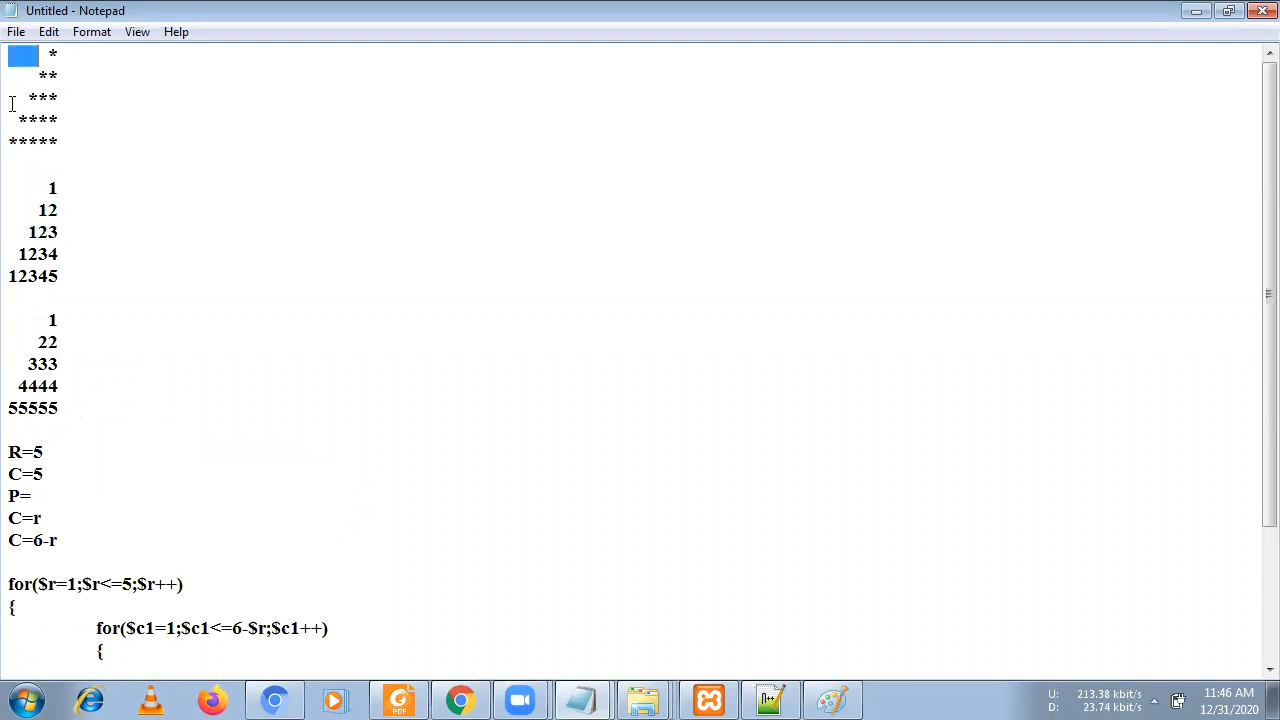 Untitled - Notepad
File Edit Format View Help
*
**
***
****
*****
1
12
123
1234
12345
1
22
333
4444
55555
R=5
C=5
P=
C=r
C=6-r
for($r=1;$r<=5;$r++)
{
for($c1=1;$c1<=6-$r;$c1++)
{
PDF
U: 213.38 kbit/s
D: 23.74 kbit/s
11:46 AM
12/31/2020